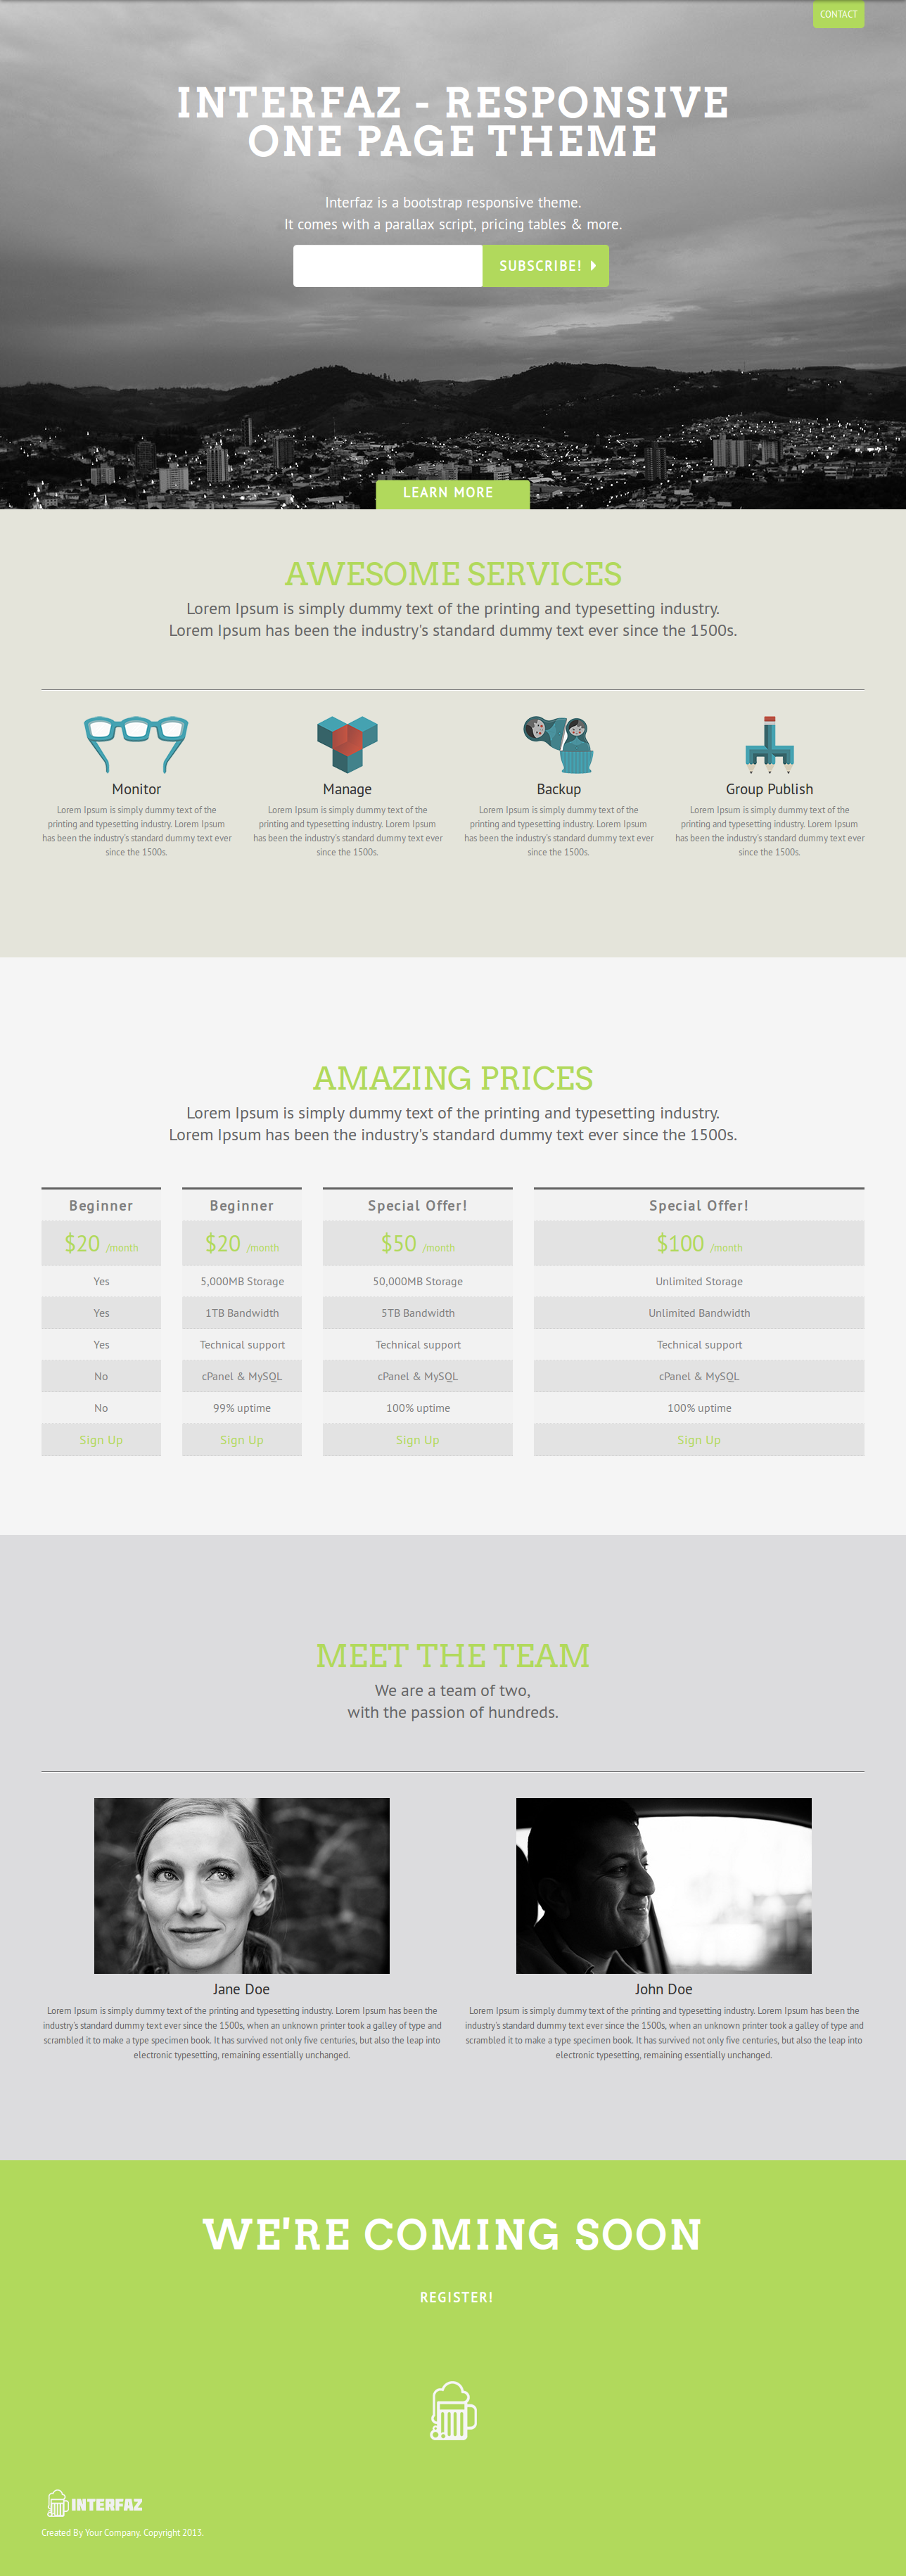 CONTACT
INTERFAZ - RESPONSIVE
ONE PAGE THEME
Interfaz is a bootstrap responsive theme.
It comes with a parallax script, pricing tables & more.
SUBSCRIBE!
LEARN MORE
AWESOME SERVICES
Lorem Ipsum is simply dummy text of the printing and typesetting industry.
Lorem Ipsum has been the industry's standard dummy text ever since the 1500s.
Monitor
Lorem Ipsum is simply dummy text of the
printing and typesetting industry. Lorem Ipsum
has been the industry's standard dummy text ever
since the 1500s.
Manage
Lorem Ipsum is simply dummy text of the
printing and typesetting industry. Lorem Ipsum
has been the industry's standard dummy text ever
since the 1500s.
Backup
Lorem Ipsum is simply dummy text of the
printing and typesetting industry. Lorem Ipsum
has been the industry's standard dummy text ever
since the 1500s.
Group Publish
Lorem Ipsum is simply dummy text of the
printing and typesetting industry. Lorem Ipsum
has been the industry's standard dummy text ever
since the 1500s.
AMAZING PRICES
Lorem Ipsum is simply dummy text of the printing and typesetting industry.
Lorem Ipsum has been the industry's standard dummy text ever since the 1500s.
Beginner
$20 /month
Yes
Yes
Yes
No
No
Sign Up
Beginner
$20 /month
5,000MB Storage
1TB Bandwidth
Technical support
cPanel & MySQL
99% uptime
Sign Up
Special Offer!
$50 /month
50,000MB Storage
5TB Bandwidth
Technical support
cPanel & MySQL
100% uptime
Sign Up
Special Offer!
$100 /month
Unlimited Storage
Unlimited Bandwidth
Technical support
cPanel & MySQL
100% uptime
Sign Up
MEET THE TEAM
We are a team of two,
with the passion of hundreds.
Jane Doe
Lorem Ipsum is simply dummy text of the printing and typesetting industry. Lorem Ipsum has been the
industry's standard dummy text ever since the 1500s, when an unknown printer took a galley of type and
scrambled it to make a type specimen book. It has survived not only five centuries, but also the leap into
electronic typesetting, remaining essentially unchanged.
John Doe
Lorem Ipsum is simply dummy text of the printing and typesetting industry. Lorem Ipsum has been the
industry's standard dummy text ever since the 1500s, when an unknown printer took a galley of type and
scrambled it to make a type specimen book. It has survived not only five centuries, but also the leap into
electronic typesetting, remaining essentially unchanged.
WE'RE COMING SOON
REGISTER!
INTERFAZ
Created By Your Company. Copyright 2013.